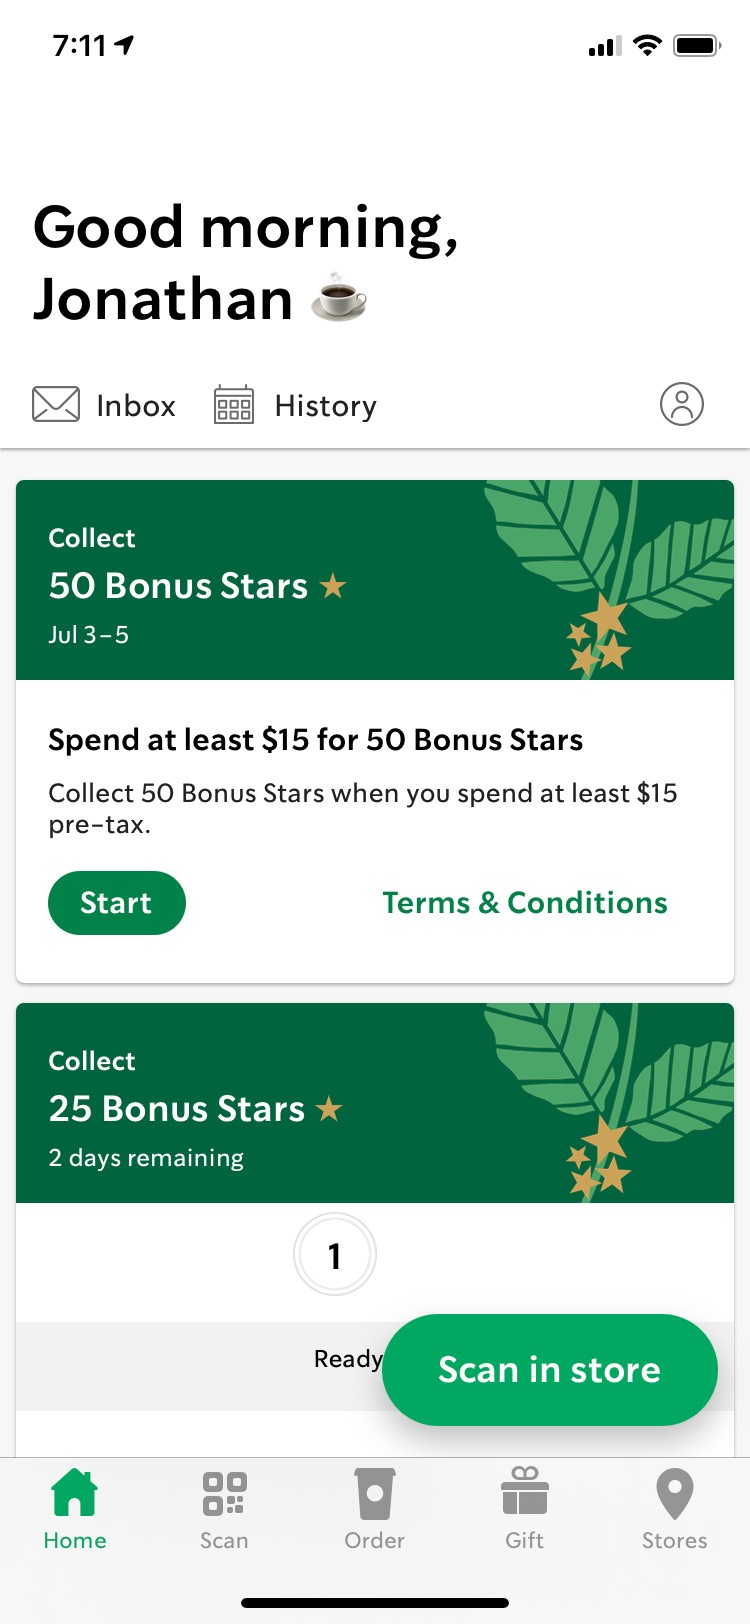 7:11
Good morning,
Jonathan
Inbox
History
Collect
50 Bonus Stars
Jul 3–5
Spend at least $15 for 50 Bonus Stars
Collect 50 Bonus Stars when you spend at least $15
pre-tax.
Start
Terms & Conditions
Collect
25 Bonus Stars
2 days remaining
1
Ready
Scan in store
Home
Scan
Order
Gift
Stores